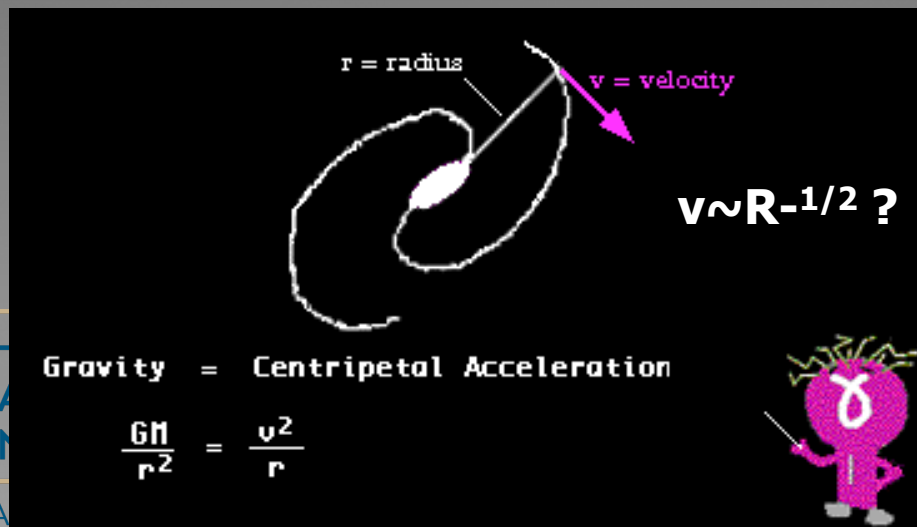 r = radius
v = velocity
v~R-1/2 ?
Gravity = Centripetal Acceleration
GM/r2 = v2/r